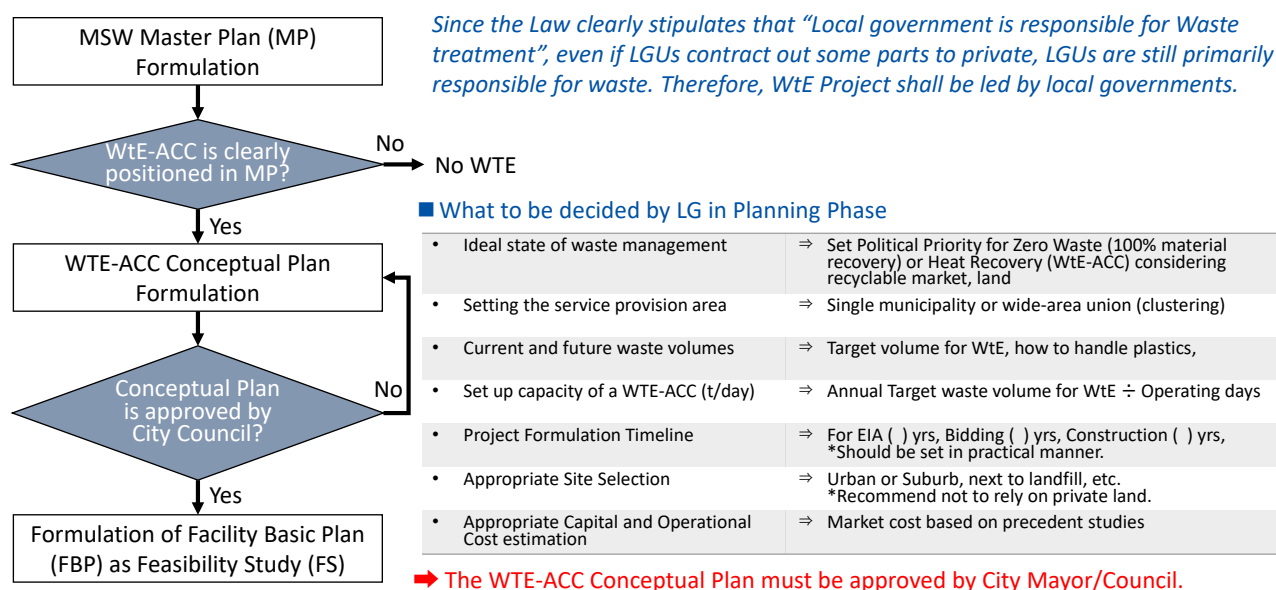 MSW Master Plan (MP)
Formulation
WtE-ACC is clearly
positioned in MP?
No
No WTE
Yes
WTE-ACC Conceptual Plan
Formulation
Conceptual Plan
is approved by
City Council?
No
Yes
Formulation of Facility Basic Plan
(FBP) as Feasibility Study (FS)
Since the Law clearly stipulates that “Local government is responsible for Waste
treatment”, even if LGUs contract out some parts to private, LGUs are still primarily
responsible for waste. Therefore, WtE Project shall be led by local governments.
■ What to be decided by LG in Planning Phase
• Ideal state of waste management ⇒ Set Political Priority for Zero Waste (100% material
recovery) or Heat Recovery (WtE-ACC) considering
recyclable market, land
• Setting the service provision area ⇒ Single municipality or wide-area union (clustering)
• Current and future waste volumes ⇒ Target volume for WtE, how to handle plastics,
• Set up capacity of a WTE-ACC (t/day) ⇒ Annual Target waste volume for WtE ÷ Operating days
• Project Formulation Timeline ⇒ For EIA ( ) yrs, Bidding ( ) yrs, Construction ( ) yrs,
*Should be set in practical manner.
• Appropriate Site Selection ⇒ Urban or Suburb, next to landfill, etc.
*Recommend not to rely on private land.
• Appropriate Capital and Operational ⇒ Market cost based on precedent studies
Cost estimation
➡ The WTE-ACC Conceptual Plan must be approved by City Mayor/Council.